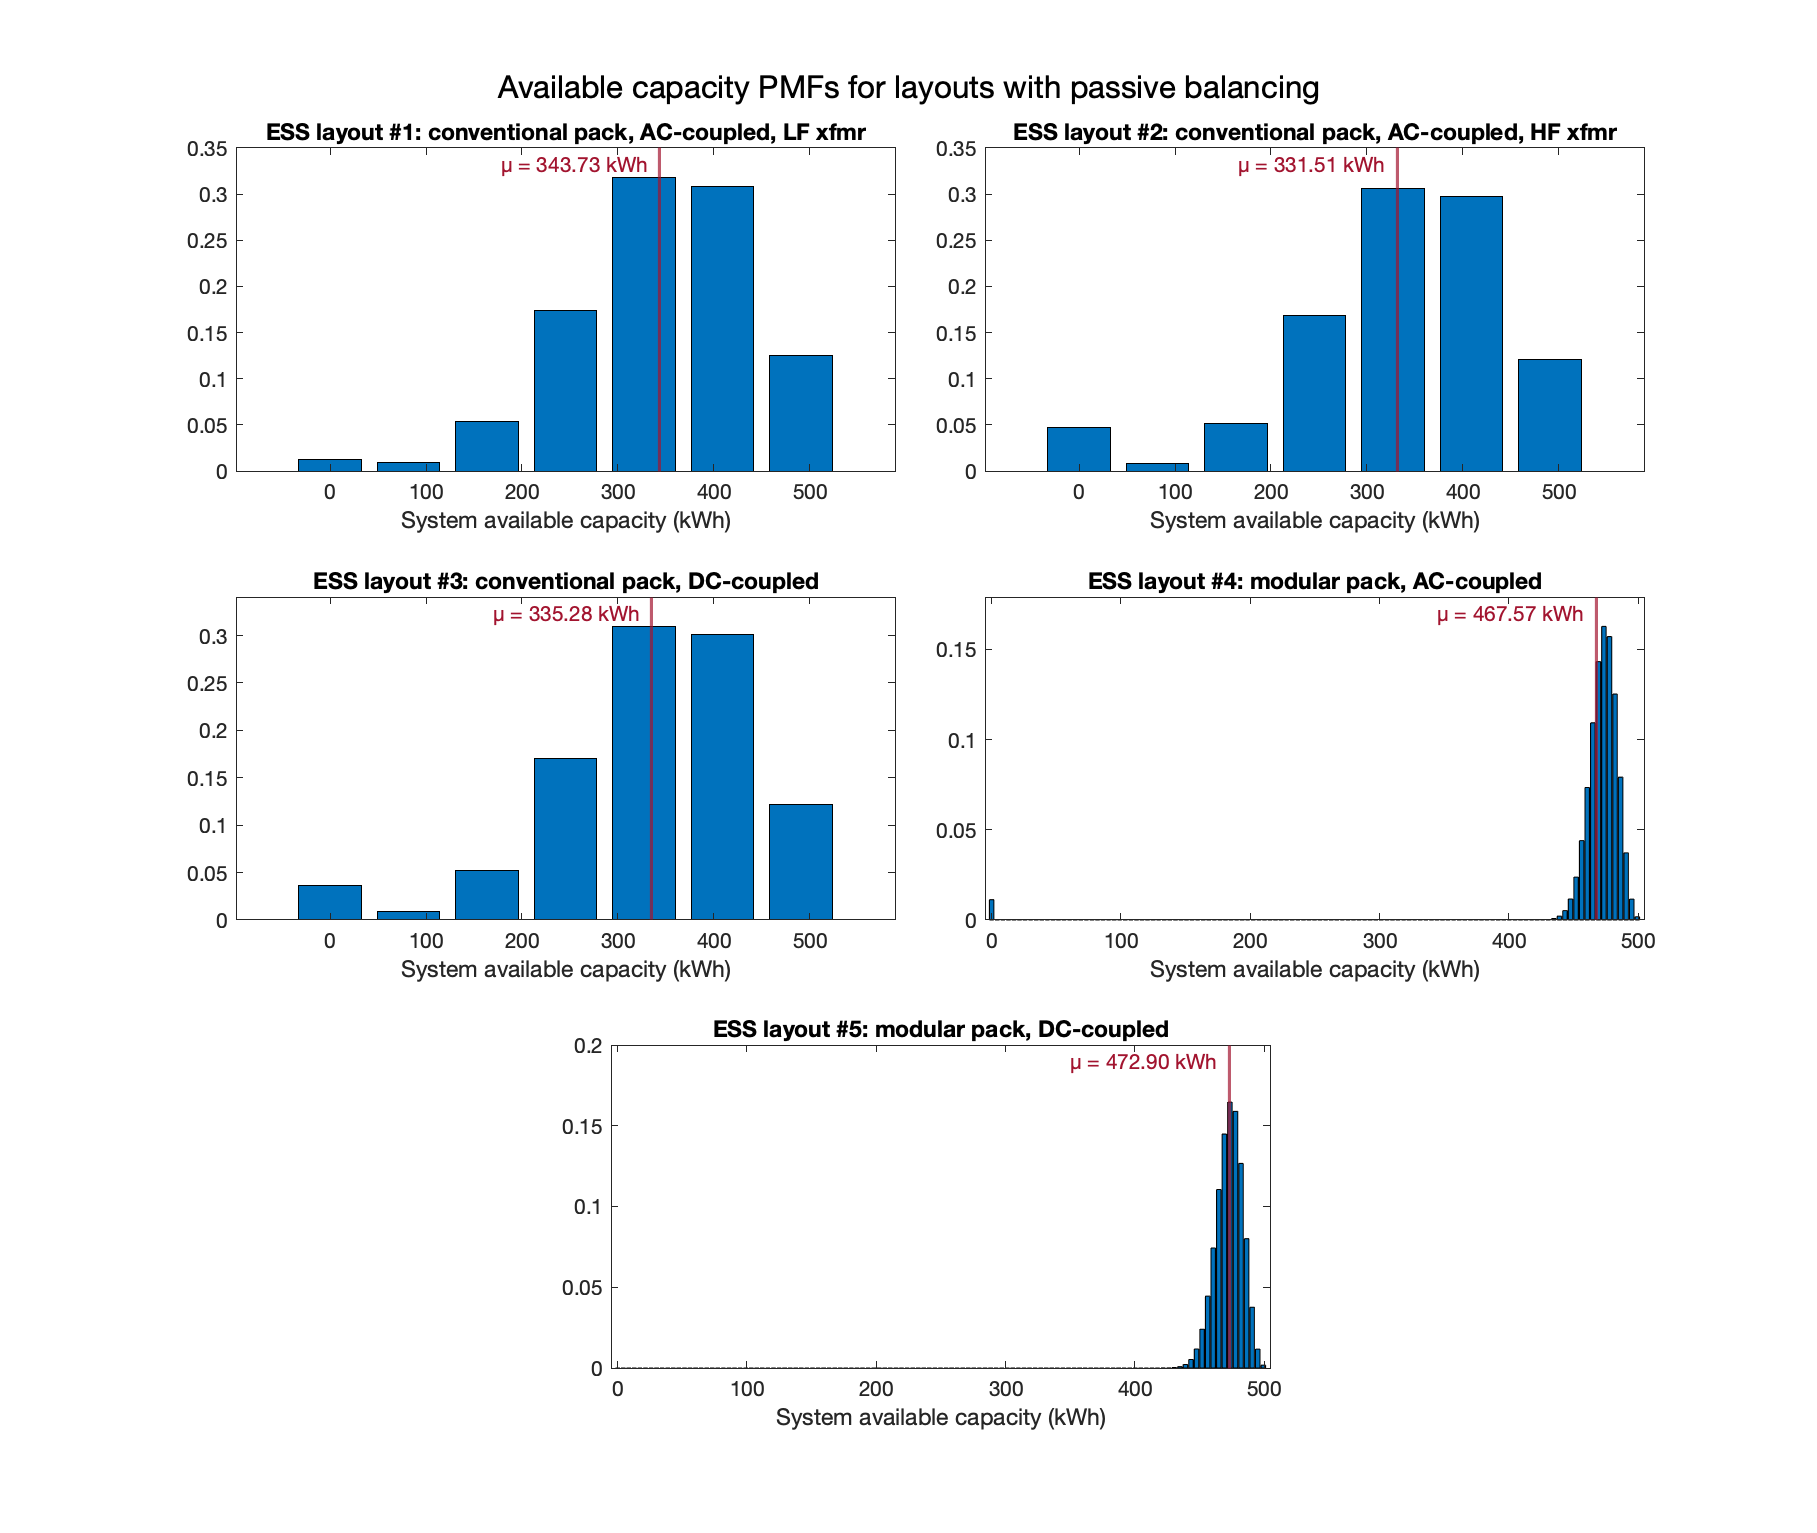 Available capacity PMFs for layouts with passive balancing
ESS layout #1: conventional pack, AC-coupled, LF xfmr
μ = 343.73 kWh
0.35
0.3
0.25
0.2
0.15
0.1
0.05
0
0 100 200 300 400 500
System available capacity (kWh)
ESS layout #2: conventional pack, AC-coupled, HF xfmr
μ = 331.51 kWh
0.35
0.3
0.25
0.2
0.15
0.1
0.05
0
0 100 200 300 400 500
System available capacity (kWh)
ESS layout #3: conventional pack, DC-coupled
μ = 335.28 kWh
0.3
0.25
0.2
0.15
0.1
0.05
0
0 100 200 300 400 500
System available capacity (kWh)
ESS layout #4: modular pack, AC-coupled
μ = 467.57 kWh
0.15
0.1
0.05
0
0 100 200 300 400 500
System available capacity (kWh)
ESS layout #5: modular pack, DC-coupled
μ = 472.90 kWh
0.2
0.15
0.1
0.05
0
0 100 200 300 400 500
System available capacity (kWh)